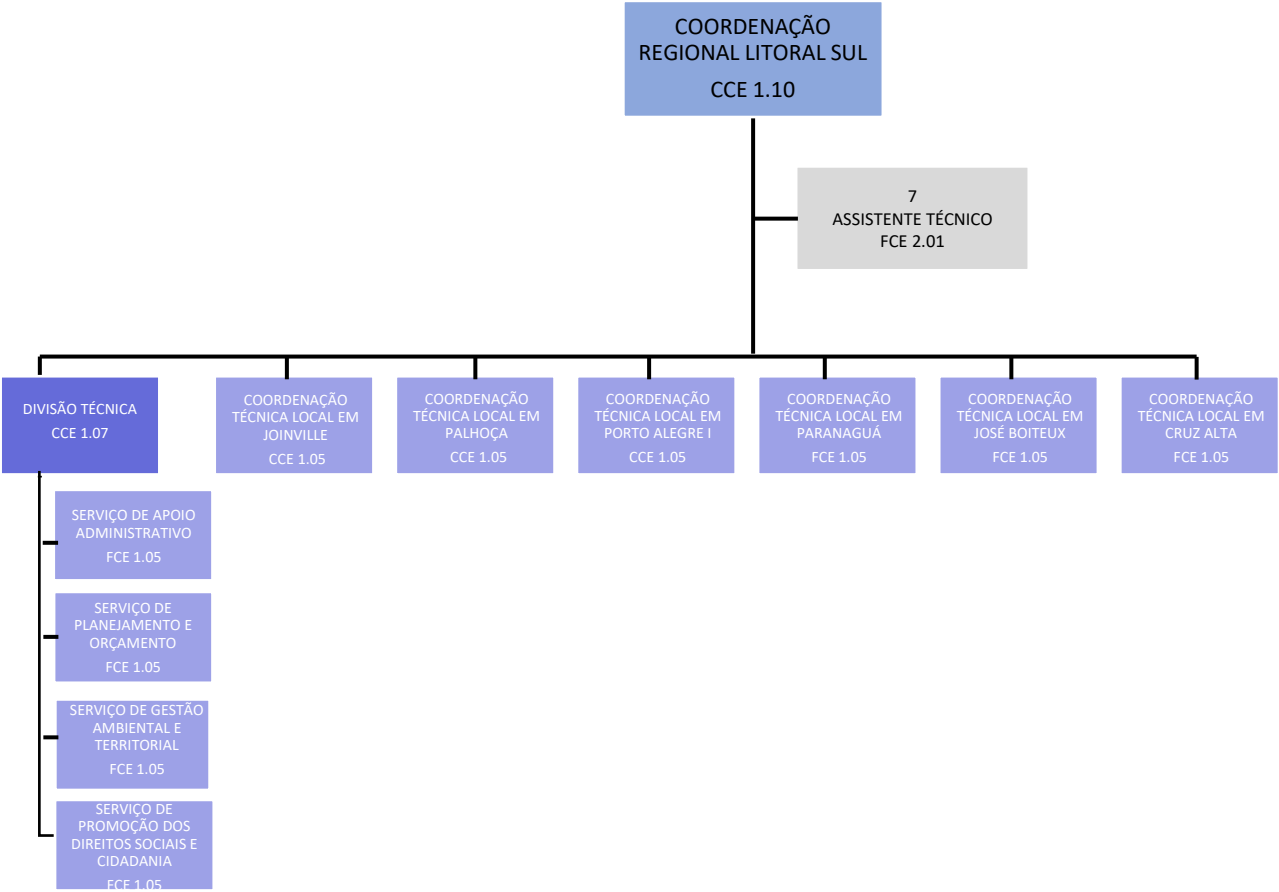 COORDENAÇÃO
REGIONAL LITORAL SUL
CCE 1.10
7
ASSISTENTE TÉCNICO
FCE 2.01
DIVISÃO TÉCNICA
CCE 1.07
COORDENAÇÃO
TÉCNICA LOCAL EM
JOINVILLE
CCE 1.05
COORDENAÇÃO
TÉCNICA LOCAL EM
PALHOÇA
CCE 1.05
COORDENAÇÃO
TÉCNICA LOCAL EM
PORTO ALEGRE I
CCE 1.05
COORDENAÇÃO
TÉCNICA LOCAL EM
PARANAGUÁ
FCE 1.05
COORDENAÇÃO
TÉCNICA LOCAL EM
JOSÉ BOITEUX
FCE 1.05
COORDENAÇÃO
TÉCNICA LOCAL EM
CRUZ ALTA
FCE 1.05
SERVIÇO DE APOIO
ADMINISTRATIVO
FCE 1.05
SERVIÇO DE
PLANEJAMENTO E
ORÇAMENTO
FCE 1.05
SERVIÇO DE GESTÃO
AMBIENTAL E
TERRITORIAL
FCE 1.05
SERVIÇO DE
PROMOÇÃO DOS
DIREITOS SOCIAIS E
CIDADANIA
FCE 1.05